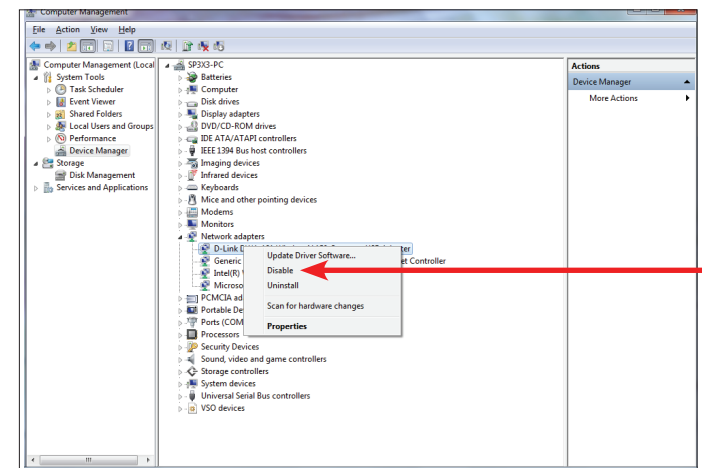 Computer Management
File Action View Help
Computer Management (Local
System Tools
Task Scheduler
Event Viewer
Shared Folders
Local Users and Groups
Performance
Device Manager
Storage
Disk Management
Services and Applications
SP3X3-PC
Batteries
Computer
Disk drives
Display adapters
DVD/CD-ROM drives
IDE ATA/ATAPI controllers
IEEE 1394 Bus host controllers
Imaging devices
Infrared devices
Keyboards
Mice and other pointing devices
Modems
Monitors
Network adapters
D-Link
Generic et Controller
Intel(R)
Microso
PCMCIA ad
Portable De
Ports (COM
Processors
Security Devices
Sound, video and game controllers
Storage controllers
System devices
Universal Serial Bus controllers
VSO devices
Update Driver Software...
Disable
Uninstall
Scan for hardware changes
Properties
Actions
Device Manager
More Actions